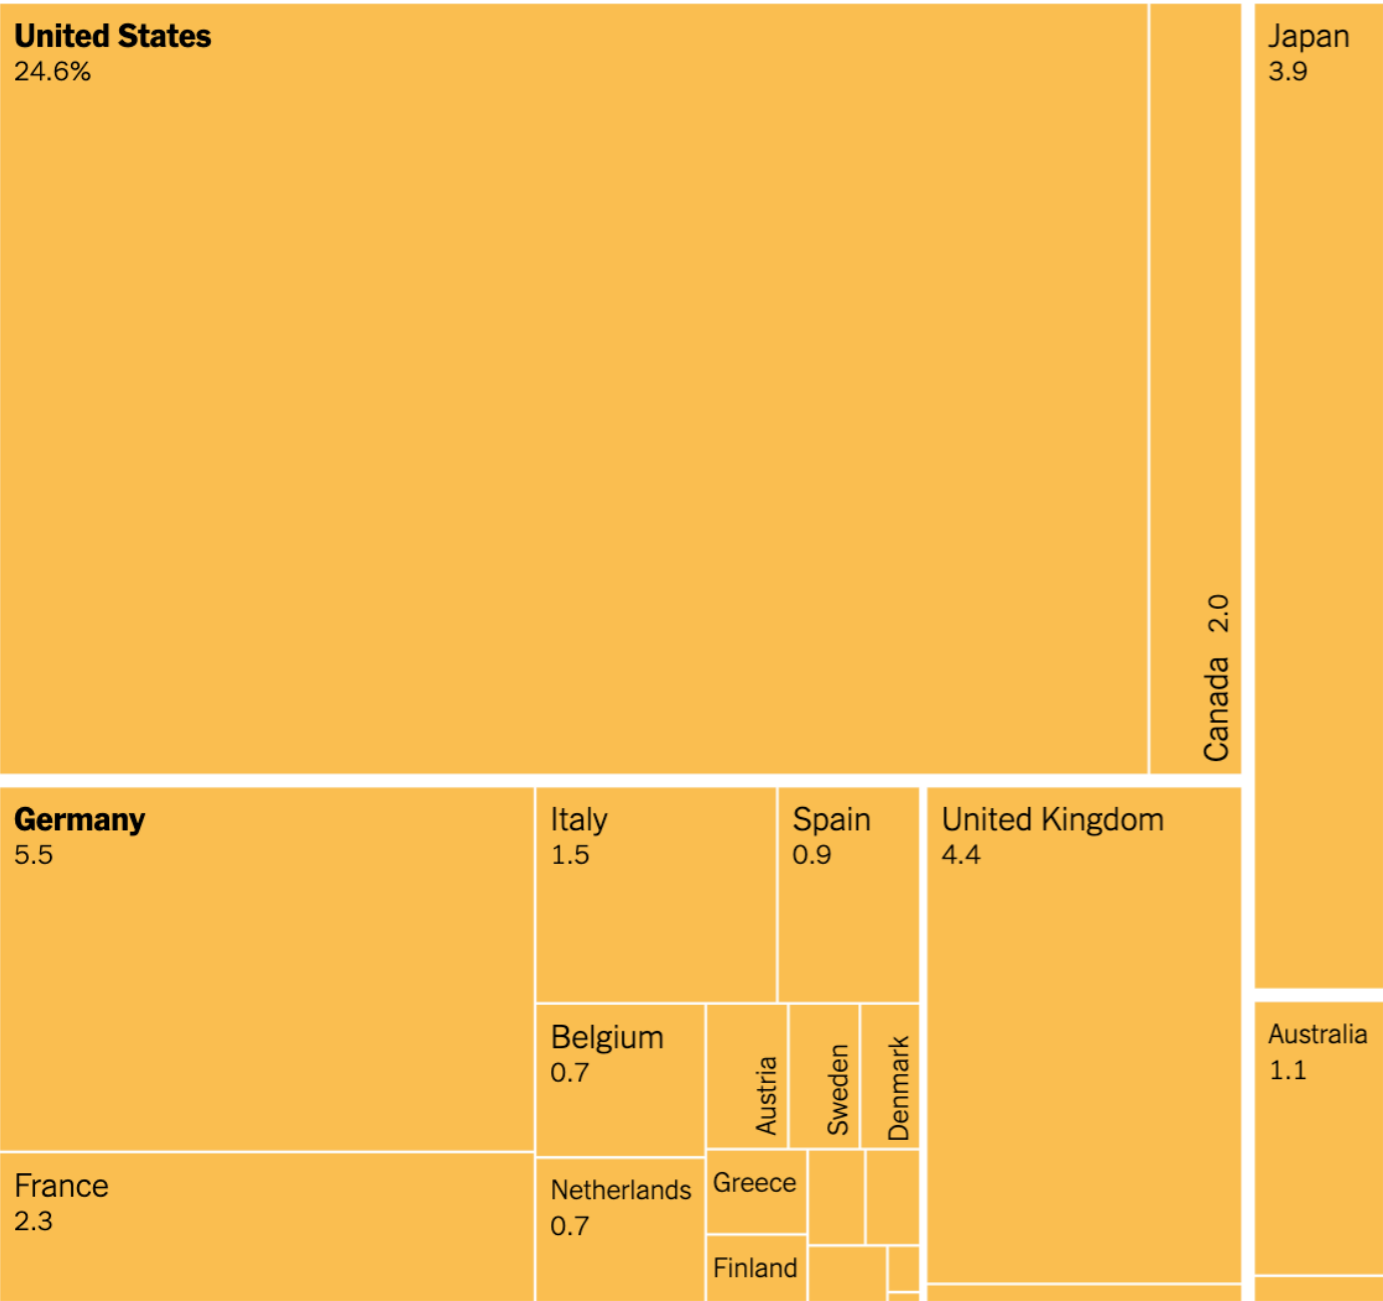 United States
24.6%
Canada 2.0
Japan
3.9
Germany
5.5
France
2.3
Italy
1.5
Spain
0.9
Belgium
0.7
Netherlands
0.7
Austria
Sweden
Denmark
Greece
Finland
United Kingdom
4.4
Australia
1.1